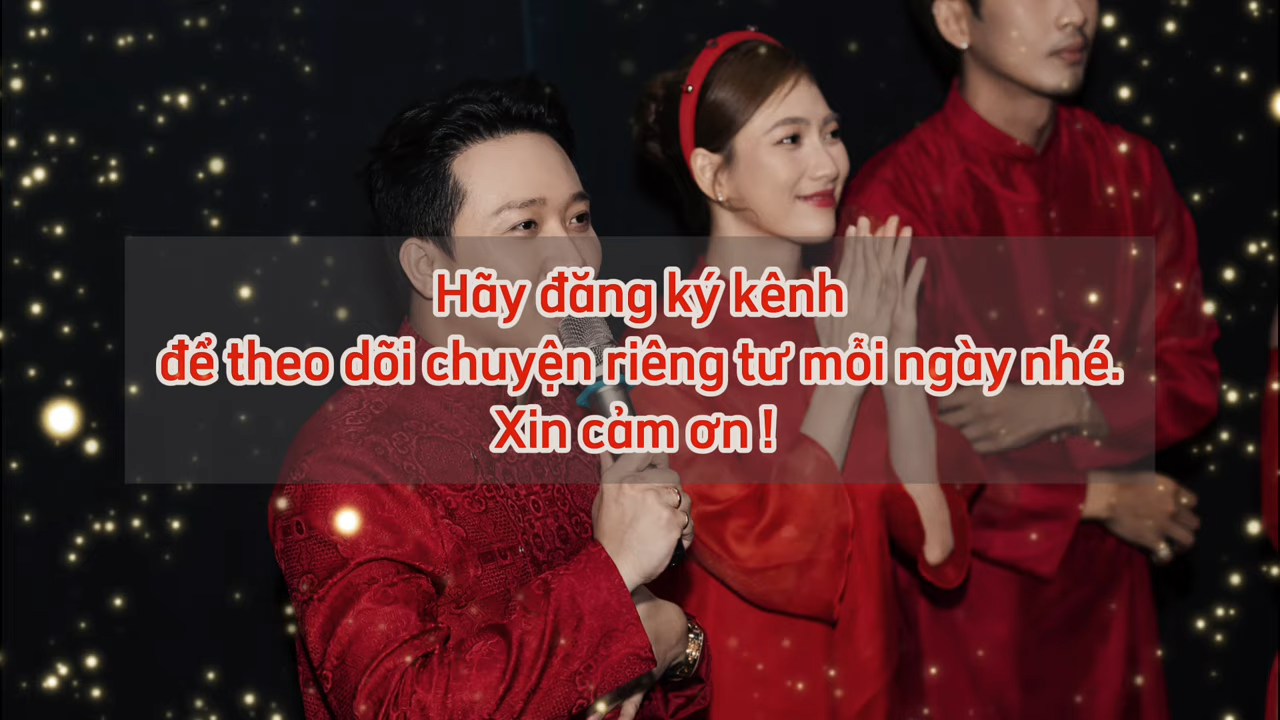 Hãy đăng ký kênh
để theo dõi chuyện riêng tư mỗi ngày nhé.
Xin cảm ơn !